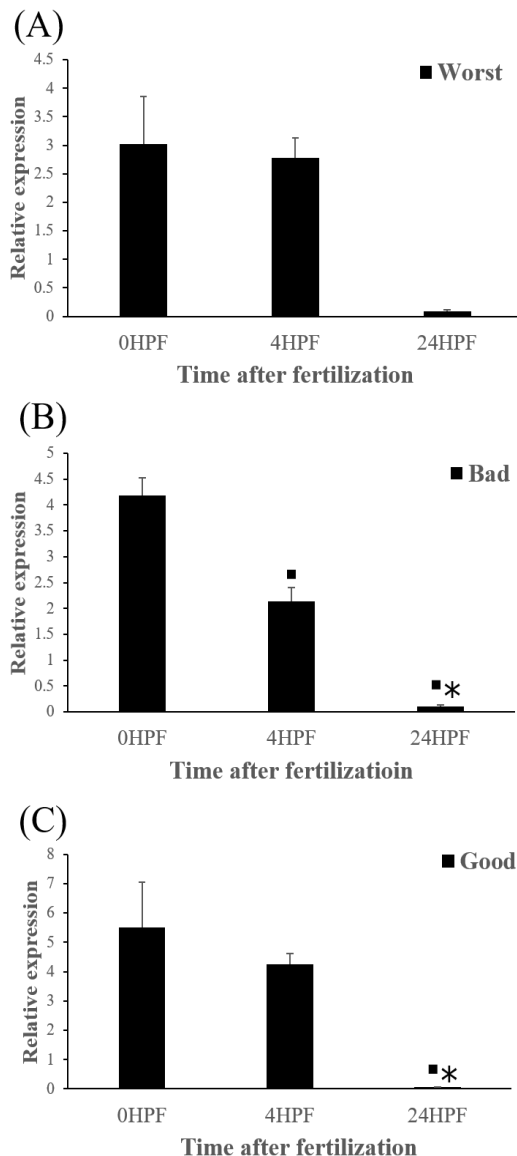 (A)
4.5
4
3.5
3
2.5
2
1.5
1
0.5
0
Relative expression
Worst
0HPF 4HPF 24HPF
Time after fertilization
(B)
5
4.5
4
3.5
3
2.5
2
1.5
1
0.5
0
Relative expression
Bad
*
0HPF 4HPF 24HPF
Time after fertilizatioin
(C)
8
7
6
5
4
3
2
1
0
Relative expression
Good
*
0HPF 4HPF 24HPF
Time after fertilization